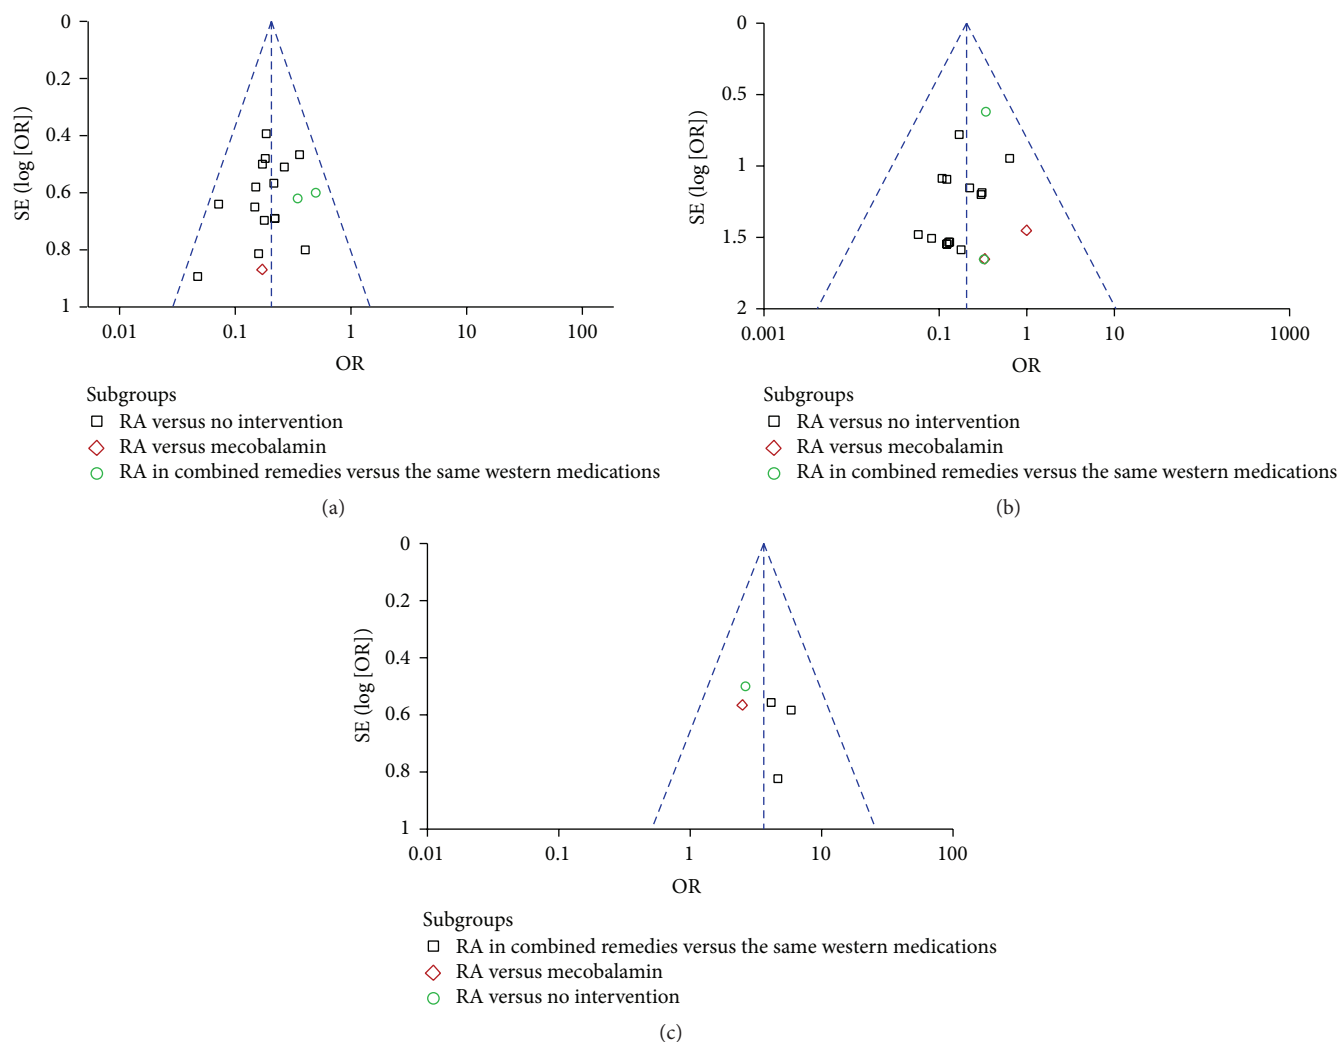 0
0.2
0.4
0.6
0.8
1
SE (log [OR])
0.01 0.1 1 10 100
OR
Subgroups
RA versus no intervention
RA versus mecobalamin
RA in combined remedies versus the same western medications
(a)
0
0.5
1
1.5
2
SE (log [OR])
0.001 0.1 1 10 1000
OR
Subgroups
RA versus no intervention
RA versus mecobalamin
RA in combined remedies versus the same western medications
(b)
0
0.2
0.4
0.6
0.8
1
SE (log [OR])
0.01 0.1 1 10 100
OR
Subgroups
RA in combined remedies versus the same western medications
RA versus mecobalamin
RA versus no intervention
(c)